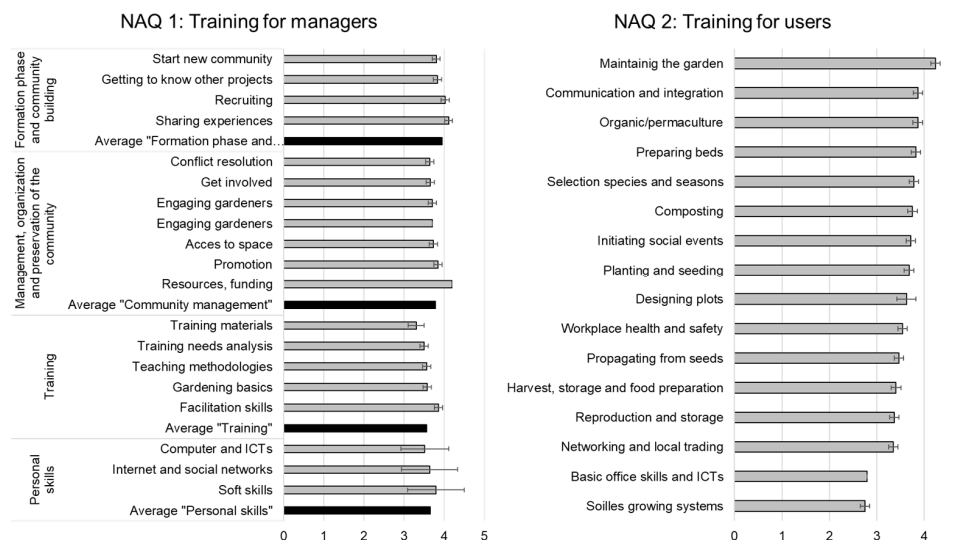 NAQ 1: Training for managers
Formation phase
and community
building
Start new community
Getting to know other projects
Recruiting
Sharing experiences
Average "Formation phase and...
Management, organization
and preservation of the
community
Conflict resolution
Get involved
Engaging gardeners
Engaging gardeners
Acces to space
Promotion
Resources, funding
Average "Community management"
Training
Training materials
Training needs analysis
Teaching methodologies
Gardening basics
Facilitation skills
Average "Training"
Personal
skills
Computer and ICTs
Internet and social networks
Soft skills
Average "Personal skills"
0 1 2 3 4 5
NAQ 2: Training for users
Maintainig the garden
Communication and integration
Organic/permaculture
Preparing beds
Selection species and seasons
Composting
Initiating social events
Planting and seeding
Designing plots
Workplace health and safety
Propagating from seeds
Harvest, storage and food preparation
Reproduction and storage
Networking and local trading
Basic office skills and ICTs
Soilles growing systems
0 1 2 3 4